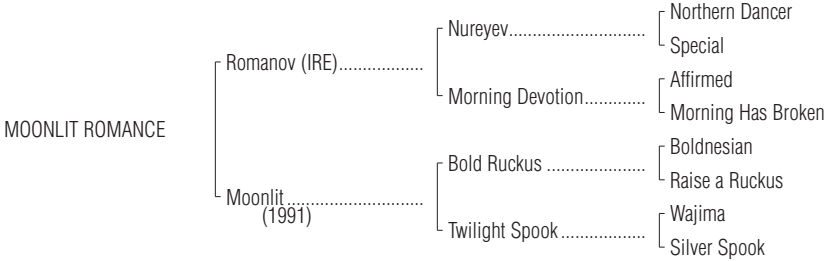 Northern Dancer
Nureyev.............................
Special
Romanov (IRE)..................
Affirmed
Morning Devotion.............
Morning Has Broken
MOONLIT ROMANCE
Boldnesian
Bold Ruckus .....................
Raise a Ruckus
Moonlit .............................
(1991)
Wajima
Twilight Spook..................
Silver Spook